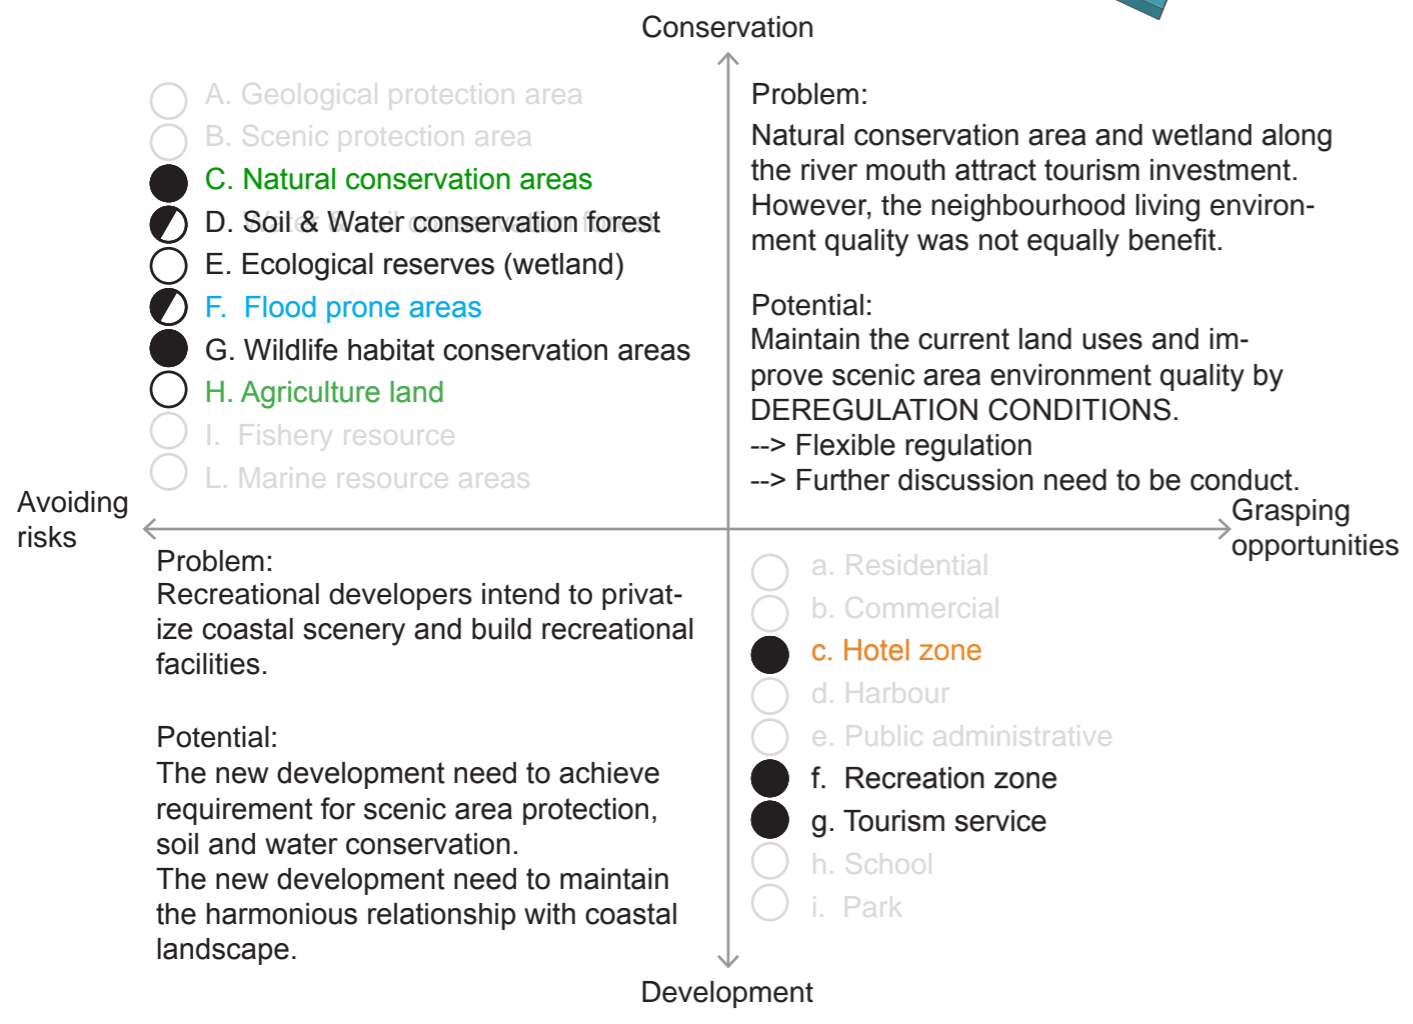 Conservation
A. Geological protection area
B. Scenic protection area
C. Natural conservation areas
D. Soil & Water conservation forest
E. Ecological reserves (wetland)
F. Flood prone areas
G. Wildlife habitat conservation areas
H. Agriculture land
I. Fishery resource
L. Marine resource areas
Problem:
Natural conservation area and wetland along
the river mouth attract tourism investment.
However, the neighbourhood living environ-
ment quality was not equally benefit.
Potential:
Maintain the current land uses and im-
prove scenic area environment quality by
DEREGULATION CONDITIONS.
--> Flexible regulation
--> Further discussion need to be conduct.
Avoiding
risks
Grasping
opportunities
Problem:
Recreational developers intend to privat-
ize coastal scenery and build recreational
facilities.
Potential:
The new development need to achieve
requirement for scenic area protection,
soil and water conservation.
The new development need to maintain
the harmonious relationship with coastal
landscape.
a. Residential
b. Commercial
c. Hotel zone
d. Harbour
e. Public administrative
f. Recreation zone
g. Tourism service
h. School
i. Park
Development